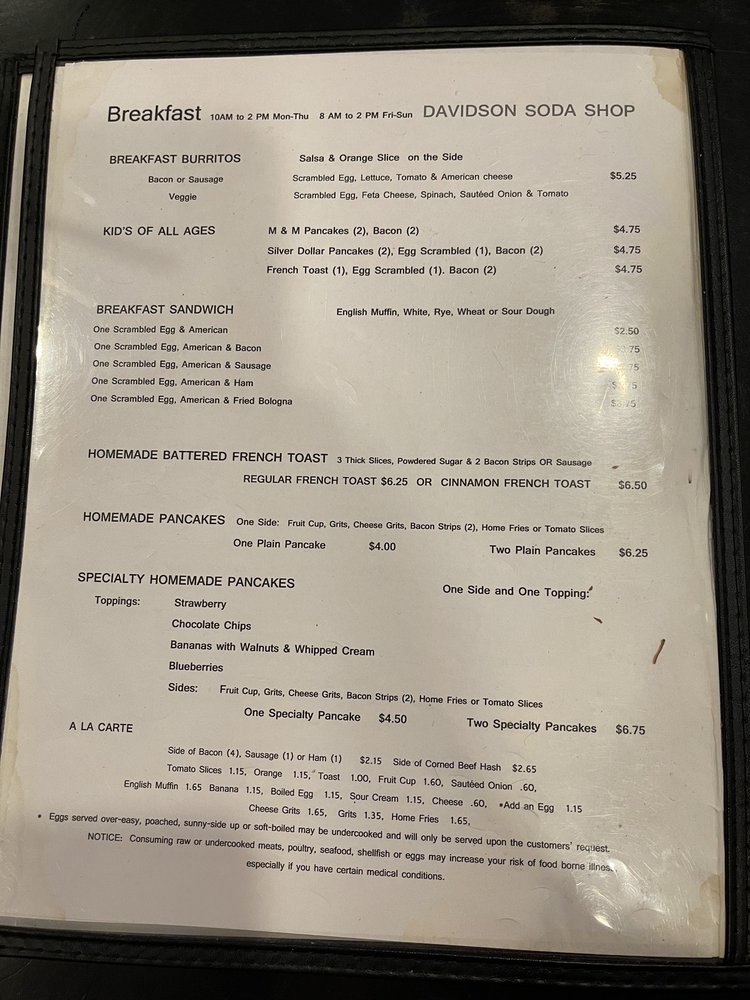 Breakfast 10AM to 2 PM Mon-Thu 8 AM to 2 PM Fri-Sun DAVIDSON SODA SHOP
BREAKFAST BURRITOS Salsa & Orange Slice on the Side
Bacon or Sausage Scrambled Egg, Lettuce, Tomato & American cheese $5.25
Veggie Scrambled Egg, Feta Cheese, Spinach, Sautéed Onion & Tomato
KID'S OF ALL AGES M & M Pancakes (2), Bacon (2) $4.75
Silver Dollar Pancakes (2), Egg Scrambled (1), Bacon (2) $4.75
French Toast (1), Egg Scrambled (1). Bacon (2) $4.75
BREAKFAST SANDWICH English Muffin, White, Rye, Wheat or Sour Dough
One Scrambled Egg & American $2.50
One Scrambled Egg, American & Bacon
One Scrambled Egg, American & Sausage
One Scrambled Egg, American & Ham
One Scrambled Egg, American & Fried Bologna $3.75
HOMEMADE BATTERED FRENCH TOAST 3 Thick Slices, Powdered Sugar & 2 Bacon Strips OR Sausage
REGULAR FRENCH TOAST $6.25 OR CINNAMON FRENCH TOAST $6.50
HOMEMADE PANCAKES One Side: Fruit Cup, Grits, Cheese Grits, Bacon Strips (2), Home Fries or Tomato Slices
One Plain Pancake $4.00 Two Plain Pancakes $6.25
SPECIALTY HOMEMADE PANCAKES One Side and One Topping:
Toppings: Strawberry
Chocolate Chips
Bananas with Walnuts & Whipped Cream
Blueberries
Sides: Fruit Cup, Grits, Cheese Grits, Bacon Strips (2), Home Fries or Tomato Slices
One Specialty Pancake $4.50 Two Specialty Pancakes $6.75
A LA CARTE
Side of Bacon (4), Sausage (1) or Ham (1) $2.15 Side of Corned Beef Hash $2.65
Tomato Slices 1.15, Orange 1.15, Toast 1.00, Fruit Cup 1.60, Sautéed Onion .60,
English Muffin 1.65 Banana 1.15, Boiled Egg 1.15, Sour Cream 1.15, Cheese .60, *Add an Egg 1.15
Cheese Grits 1.65, Grits 1.35, Home Fries 1.65,
* Eggs served over-easy, poached, sunny-side up or soft-boiled may be undercooked and will only be served upon the customers' request.
NOTICE: Consuming raw or undercooked meats, poultry, seafood, shellfish or eggs may increase your risk of food borne illness,
especially if you have certain medical conditions.